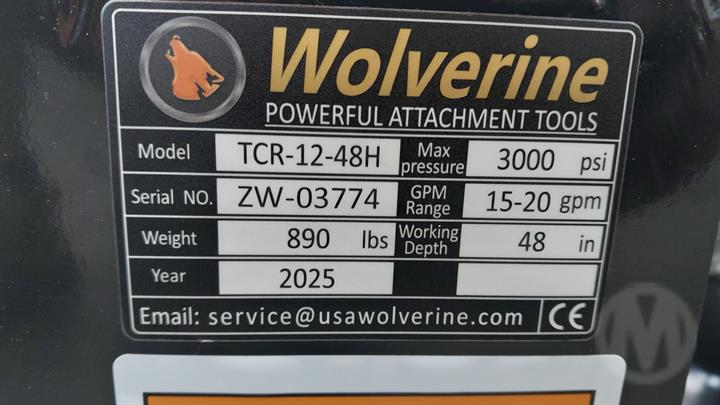 Wolverine
POWERFUL ATTACHMENT TOOLS
Model TCR-12-48H Max pressure 3000 psi
Serial NO. ZW-03774 GPM Range 15-20 gpm
Weight 890 lbs Working Depth 48 in
Year 2025
Email: service@usawolverine.com CE
M